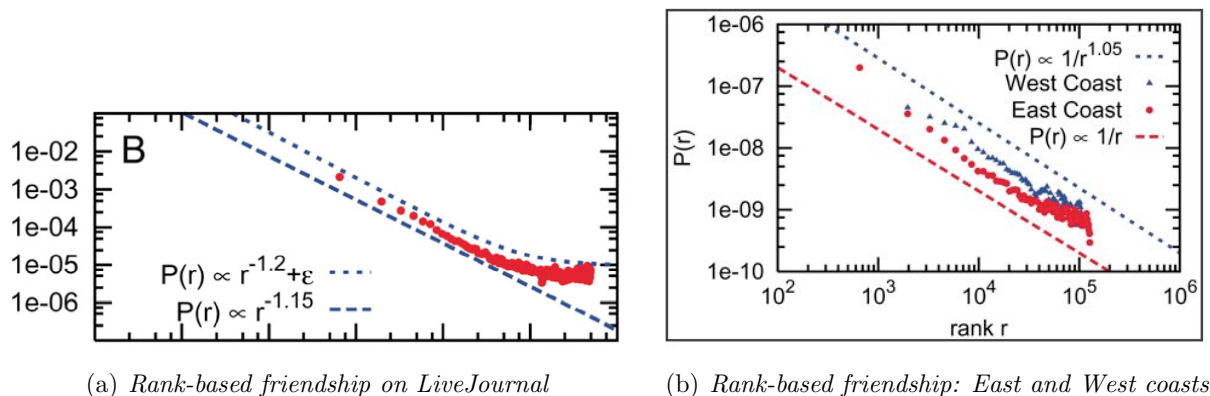 B
1e-02
1e-03
1e-04
1e-05
1e-06
P(r) ∝ r^-1.2+ε
P(r) ∝ r^-1.15
(a) Rank-based friendship on LiveJournal
1e-06
1e-07
1e-08
1e-09
1e-10
P(r)
P(r) ∝ 1/r^1.05
West Coast
East Coast
P(r) ∝ 1/r
10^2
10^3
10^4
10^5
10^6
rank r
(b) Rank-based friendship: East and West coasts